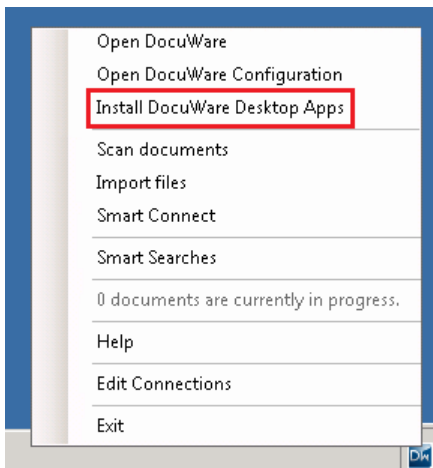 Open DocuWare
Open DocuWare Configuration
Install DocuWare Desktop Apps
Scan documents
Import files
Smart Connect
Smart Searches
0 documents are currently in progress.
Help
Edit Connections
Exit
DW